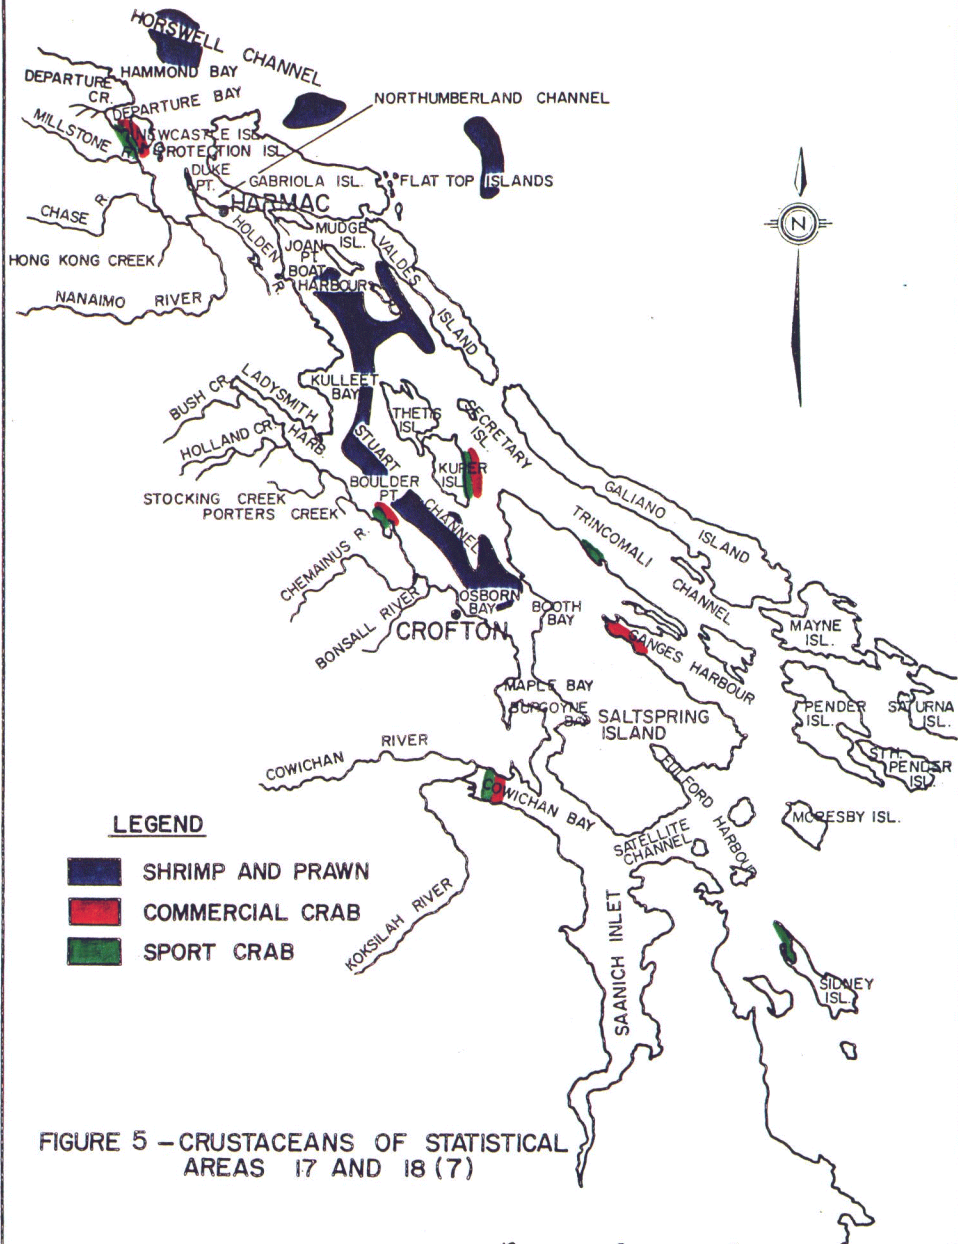 HORSWELL CHANNEL
HAMMOND BAY
DEPARTURE CR.
DEPARTURE BAY
NORTHUMBERLAND CHANNEL
MILLSTONE R.
NEWCASTLE ISL.
PROTECTION ISL.
DUKE PT.
GABRIOLA ISL.
FLAT TOP ISLANDS
HARMAC
CHASE R.
HOLDEN
MUDGE ISL.
JOAN PT.
VALDES ISLAND
HONG KONG CREEK
BOAT HARBOUR
NANAIMO RIVER
N
KULLEET BAY
LADYSMITH HARB.
BUSH CR.
THETIS ISL.
SECRETARY ISL.
HOLLAND CR.
STUART CHANNEL
KUPER ISL.
BOULDER PT
GALIANO ISLAND
STOCKING CREEK
PORTERS CREEK
TRINCOMALI CHANNEL
CHEMAINUS R.
OSBORN BAY
BOOTH BAY
BONSALL RIVER
CROFTON
MAYNE ISL.
GANGES HARBOUR
MAPLE BAY
BURGOYNE BAY
SALTSPRING ISLAND
PENDER ISL.
SATURNA ISL.
STH. PENDER ISL.
COWICHAN RIVER
FULFORD HARBOUR
COWICHAN BAY
MORESBY ISL.
SATELLITE CHANNEL
LEGEND
SHRIMP AND PRAWN
COMMERCIAL CRAB
SPORT CRAB
KOKSILAH RIVER
SAANICH INLET
SIDNEY ISL.
FIGURE 5 – CRUSTACEANS OF STATISTICAL
AREAS 17 AND 18 (7)